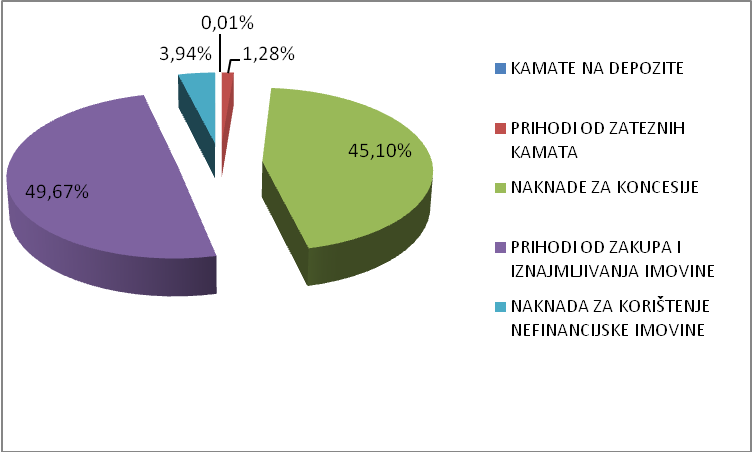 0,01%
3,94%
1,28%
45,10%
49,67%
KAMATE NA DEPOZITE
PRIHODI OD ZATEZNIH
KAMATA
NAKNADE ZA KONCESIJE
PRIHODI OD ZAKUPA I
IZNAJMLJIVANJA IMOVINE
NAKNADA ZA KORIŠTENJE
NEFINANCIJSKE IMOVINE